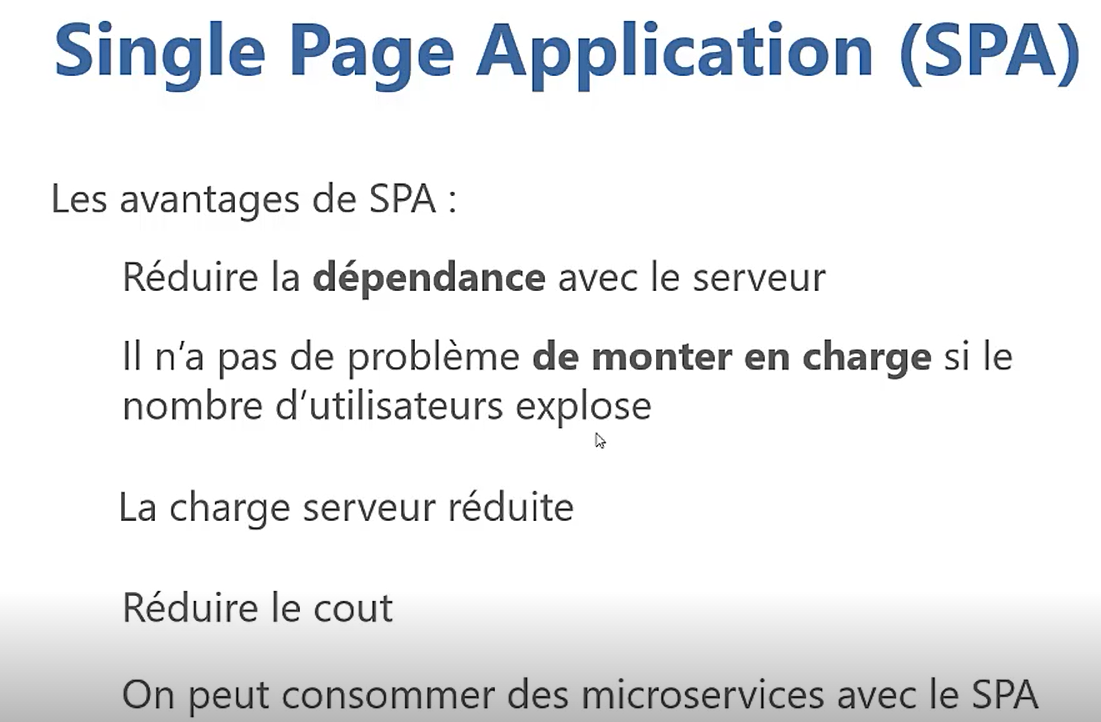 Single Page Application (SPA)
Les avantages de SPA :
Réduire la dépendance avec le serveur
Il n’a pas de problème de monter en charge si le
nombre d’utilisateurs explose
La charge serveur réduite
Réduire le cout
On peut consommer des microservices avec le SPA